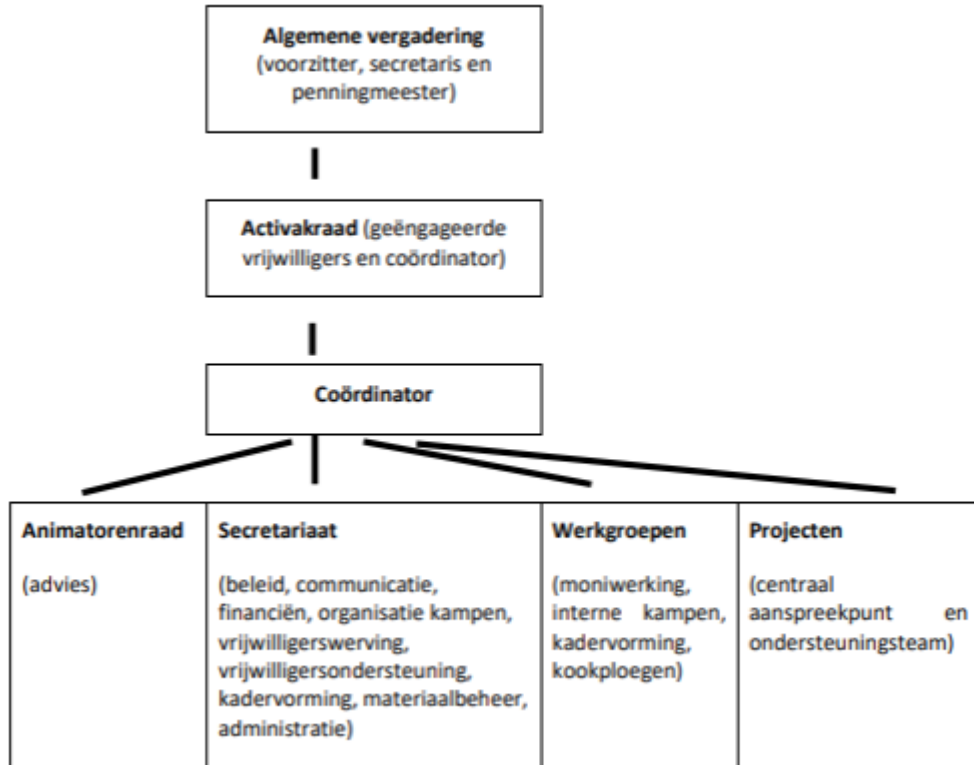 Algemene vergadering
(voorzitter, secretaris en
penningmeester)
Activakraad (geëngageerde
vrijwilligers en coördinator)
Coördinator
Animatorenraad
(advies)
Secretariaat
(beleid, communicatie,
financiën, organisatie kampen,
vrijwilligerswerving,
vrijwilligersondersteuning,
kadervorming, materiaalbeheer,
administratie)
Werkgroepen
(moniwerking,
interne kampen,
kadervorming,
kookploegen)
Projecten
(centraal
aanspreekpunt en
ondersteuningsteam)